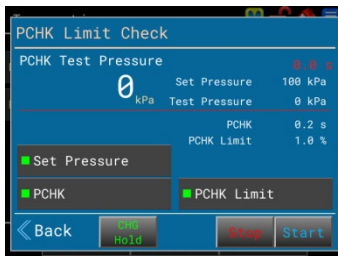 PCHK Limit Check
PCHK Test Pressure
0.0 s
0 kPa
Set Pressure 100 kPa
Test Pressure 0 kPa
PCHK 0.2 s
PCHK Limit 1.0 %
Set Pressure
PCHK
PCHK Limit
Back
CHG
Hold
Stop
Start